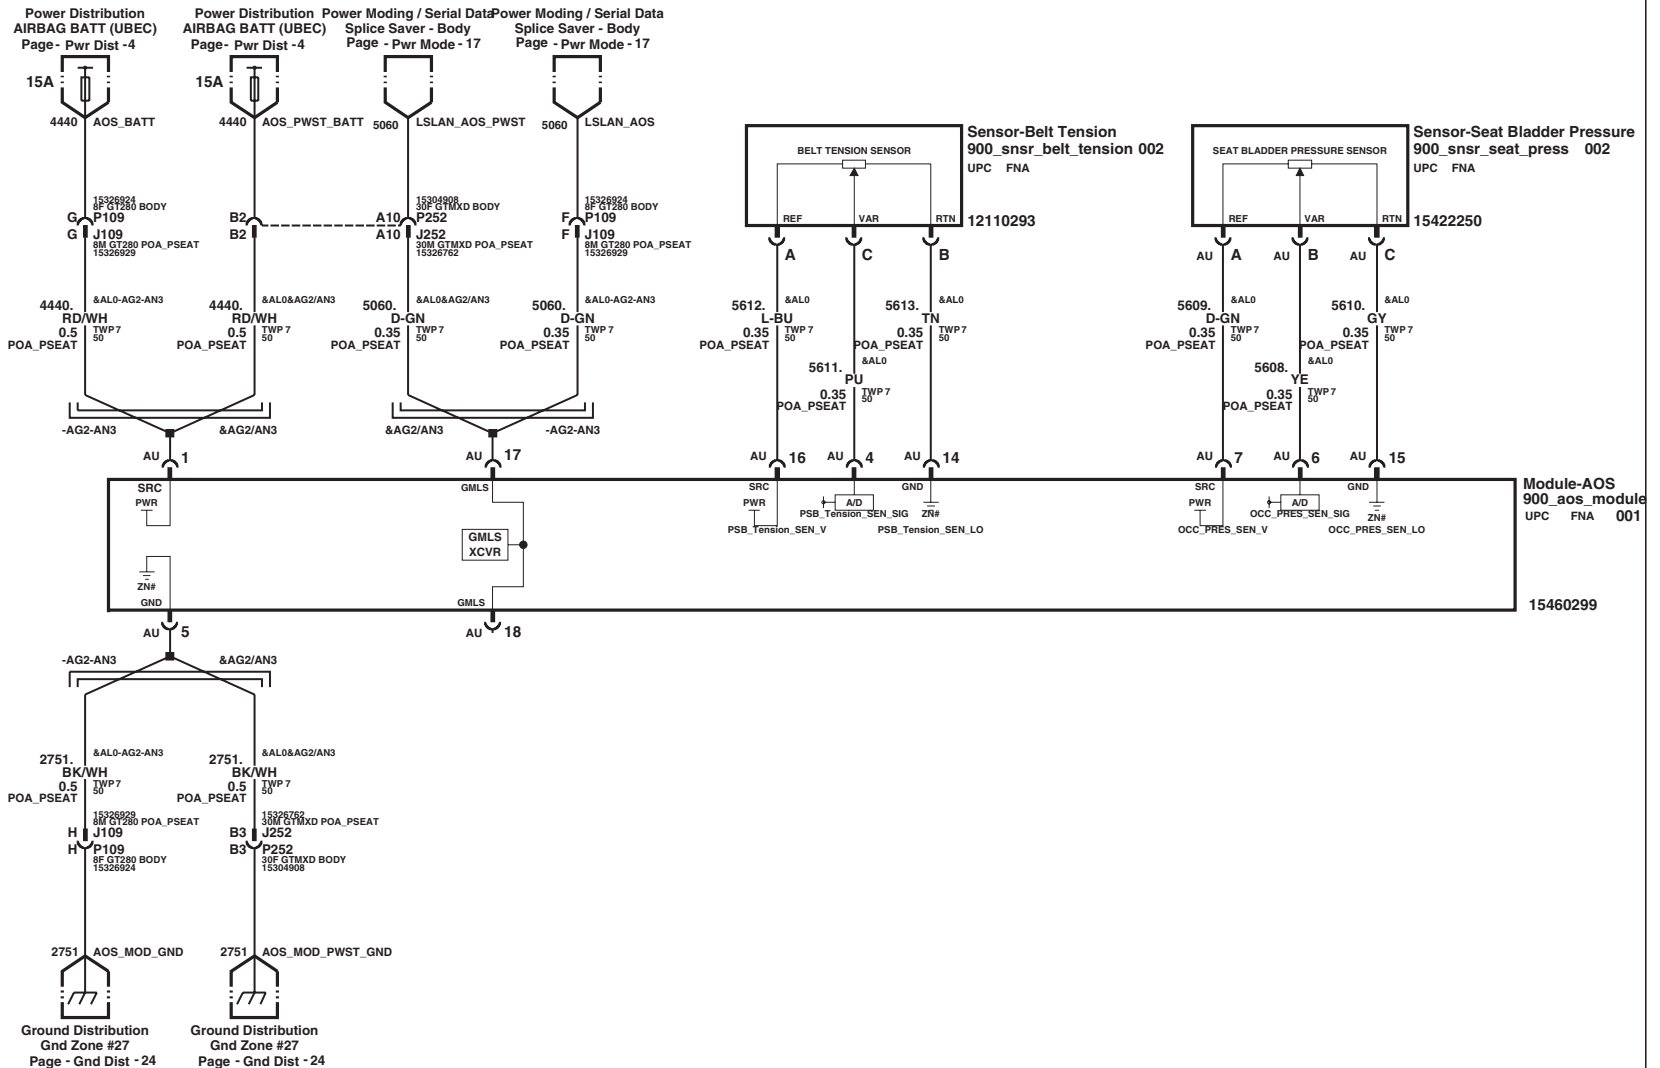 Power Distribution
AIRBAG BATT (UBEC)
Page- Pwr Dist -4
Power Distribution
AIRBAG BATT (UBEC)
Page- Pwr Dist -4
Power Moding / Serial Data
Splice Saver - Body
Page - Pwr Mode - 17
Power Moding / Serial Data
Splice Saver - Body
Page - Pwr Mode - 17
15A
15A
4440 AOS_BATT
4440 AOS_PWST_BATT
5060 LSLAN_AOS_PWST
5060 LSLAN_AOS
Sensor-Belt Tension
900_snsr_belt_tension 002
UPC FNA
12110293
BELT TENSION SENSOR
REF VAR RTN
A C B
Sensor-Seat Bladder Pressure
900_snsr_seat_press 002
UPC FNA
15422250
SEAT BLADDER PRESSURE SENSOR
REF VAR RTN
AU A AU B AU C
15326924
8F GT280 BODY
G P109
G J109
8M GT280 POA_PSEAT
15326929
B2
B2
15304908
30F GTMXD BODY
A10 P252
A10 J252
30M GTMXD POA_PSEAT
15326762
15326924
8F GT280 BODY
F P109
F J109
8M GT280 POA_PSEAT
15326929
4440. &AL0-AG2-AN3
RD/WH
0.5 TWP 7
50
POA_PSEAT
4440. &AL0&AG2/AN3
RD/WH
0.5 TWP 7
50
POA_PSEAT
5060. &AL0&AG2/AN3
D-GN
0.35 TWP 7
50
POA_PSEAT
5060. &AL0-AG2-AN3
D-GN
0.35 TWP 7
50
POA_PSEAT
5612. &AL0
L-BU
0.35 TWP 7
50
POA_PSEAT
5611. &AL0
PU
0.35 TWP 7
50
POA_PSEAT
5613. &AL0
TN
0.35 TWP 7
50
POA_PSEAT
5609. &AL0
D-GN
0.35 TWP 7
50
POA_PSEAT
5608. &AL0
YE
0.35 TWP 7
50
POA_PSEAT
5610. &AL0
GY
0.35 TWP 7
50
POA_PSEAT
-AG2-AN3 &AG2/AN3
&AG2/AN3 -AG2-AN3
AU 1
AU 17
AU 16
AU 4
AU 14
AU 7
AU 6
AU 15
SRC
PWR
GMLS
SRC
PWR
PSB_Tension_SEN_V
A/D
PSB_Tension_SEN_SIG
GND
ZN#
PSB_Tension_SEN_LO
SRC
PWR
OCC_PRES_SEN_V
A/D
OCC_PRES_SEN_SIG
GND
ZN#
OCC_PRES_SEN_LO
Module-AOS
900_aos_module
UPC FNA 001
15460299
GMLS
XCVR
ZN#
GND
GMLS
AU 5
AU 18
-AG2-AN3 &AG2/AN3
2751. &AL0-AG2-AN3
BK/WH
0.5 TWP 7
50
POA_PSEAT
2751. &AL0&AG2/AN3
BK/WH
0.5 TWP 7
50
POA_PSEAT
15326929
8M GT280 POA_PSEAT
H J109
H P109
8F GT280 BODY
15326924
15326762
30M GTMXD POA_PSEAT
B3 J252
B3 P252
30F GTMXD BODY
15304908
2751 AOS_MOD_GND
2751 AOS_MOD_PWST_GND
Ground Distribution
Gnd Zone #27
Page - Gnd Dist - 24
Ground Distribution
Gnd Zone #27
Page - Gnd Dist - 24